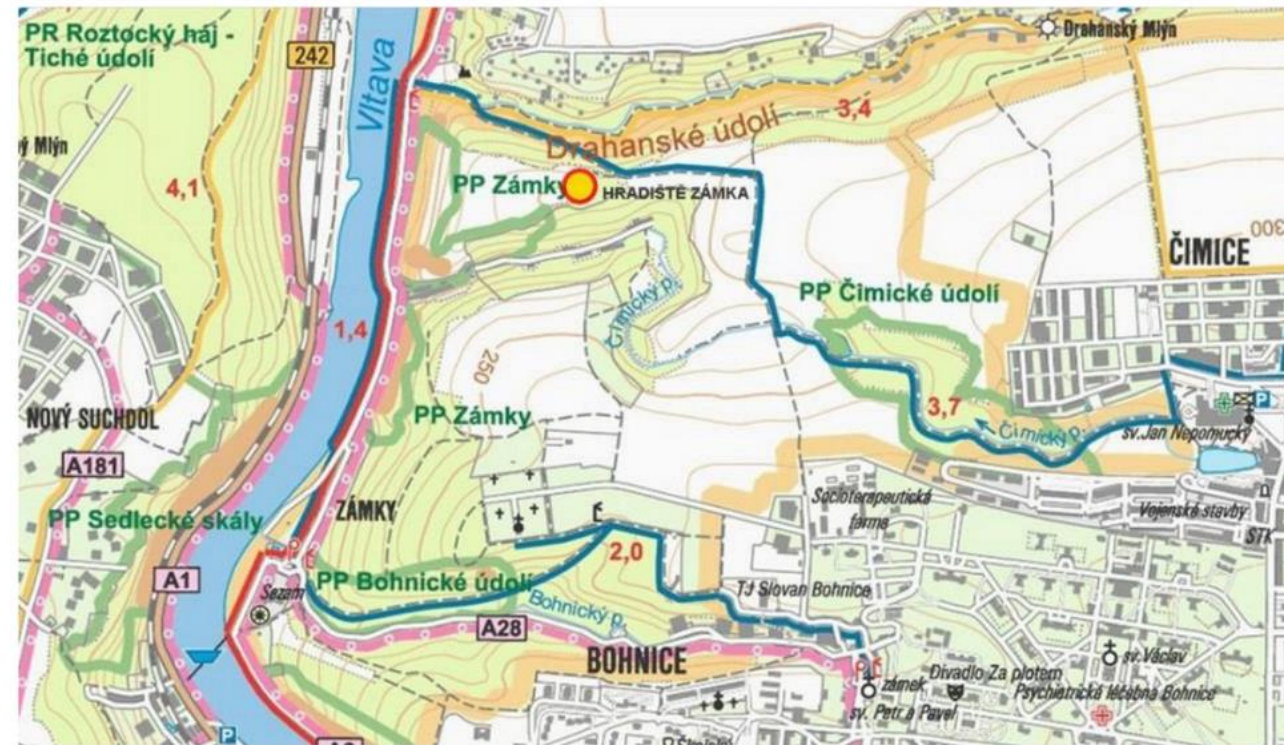 PR Roztocký háj -
Tiché údolí
242
Vltava
Drahanský Mlýn
ý Mlýn
4,1
Drahanské údolí
3,4
PP Zámky
HRADIŠTĚ ZÁMKA
300
ČIMICE
Čimický p.
PP Čimické údolí
1,4
250
NOVÝ SUCHDOL
PP Zámky
3,7
Čimický p.
sv. Jan Nepomucký
P
A181
PP Sedlecké skály
ZÁMKY
Socioterapeutická
farma
Vojenské stavby
STK
2,0
A1
PP Bohnické údolí
Sezam
Bohnický p.
TJ Slovan Bohnice
A28
BOHNICE
sv. Václav
zámek
Divadlo Za plotem
Psychiatrická léčebna Bohnice
sv. Petr a Pavel
P